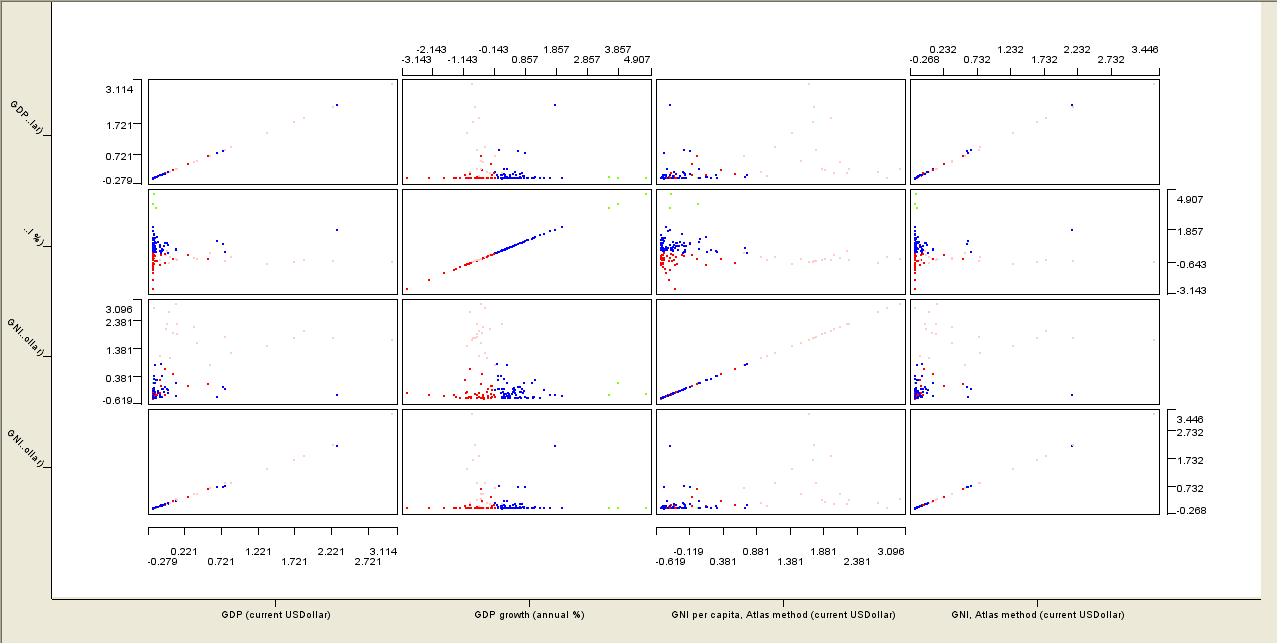 -2.143 -0.143 1.857 3.857
-3.143 -1.143 0.857 2.857 4.907
0.232 1.232 2.232 3.446
-0.268 0.732 1.732 2.732
GDP..lar)
3.114
1.721
0.721
-0.279
..l %)
4.907
1.857
-0.643
-3.143
GNI..ollar)
3.096
2.381
1.381
0.381
-0.619
GNI..ollar)
3.446
2.732
1.732
0.732
-0.268
0.221 1.221 2.221 3.114
-0.279 0.721 1.721 2.721
-0.119 0.881 1.881 3.096
-0.619 0.381 1.381 2.381
GDP (current USDollar)
GDP growth (annual %)
GNI per capita, Atlas method (current USDollar)
GNI, Atlas method (current USDollar)